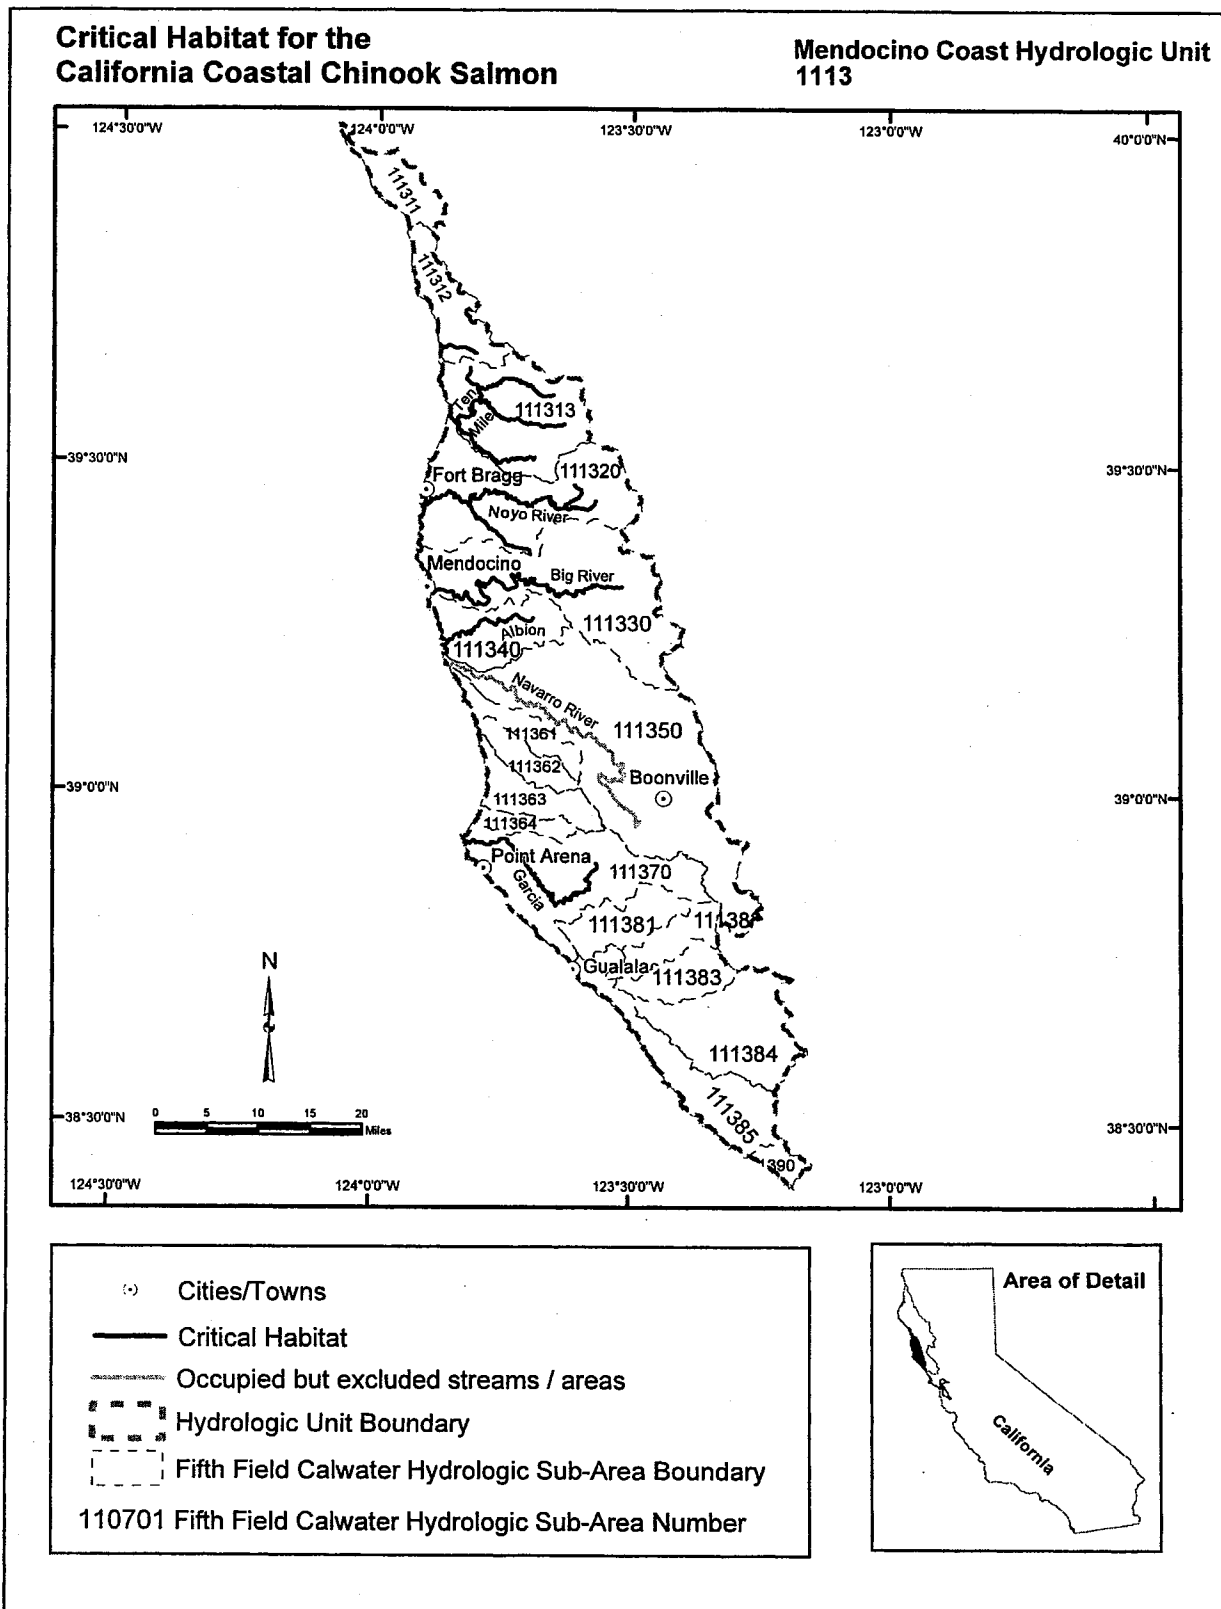 Critical Habitat for the
California Coastal Chinook Salmon
Mendocino Coast Hydrologic Unit
1113
124°30'0"W
124°0'0"W
123°30'0"W
123°0'0"W
40°0'0"N
111311
111312
Ten
Mile
111313
39°30'0"N
39°30'0"N
Fort Bragg
111320
Noyo River
Mendocino
Big River
111330
Albion
111340
Navarro River
111350
111361
111362
Boonville
39°0'0"N
39°0'0"N
111363
111364
Point Arena
111370
Garcia
111381
Gualala
111383
N
111384
111385
38°30'0"N
38°30'0"N
0 5 10 15 20
Miles
1390
124°30'0"W
124°0'0"W
123°30'0"W
123°0'0"W
Cities/Towns
Critical Habitat
Occupied but excluded streams / areas
Hydrologic Unit Boundary
Fifth Field Calwater Hydrologic Sub-Area Boundary
110701 Fifth Field Calwater Hydrologic Sub-Area Number
Area of Detail
California